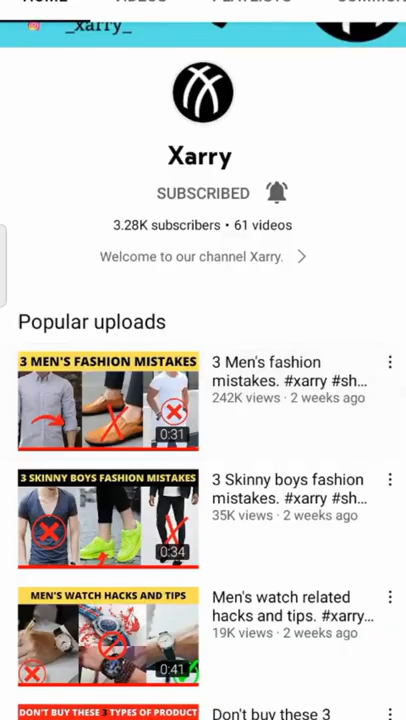 HOME VIDEOS PLAYLISTS
_xarry_
Xarry
SUBSCRIBED
3.28K subscribers • 61 videos
Welcome to our channel Xarry.
Popular uploads
3 MEN'S FASHION MISTAKES
0:31
3 Men's fashion
mistakes. #xarry #sh...
242K views · 2 weeks ago
3 SKINNY BOYS FASHION MISTAKES
0:34
3 Skinny boys fashion
mistakes. #xarry #sh...
35K views · 2 weeks ago
MEN'S WATCH HACKS AND TIPS
0:41
Men's watch related
hacks and tips. #xarry...
19K views · 2 weeks ago
DON'T BUY THESE 3 TYPES OF PRODUCT
Don't buy these 3